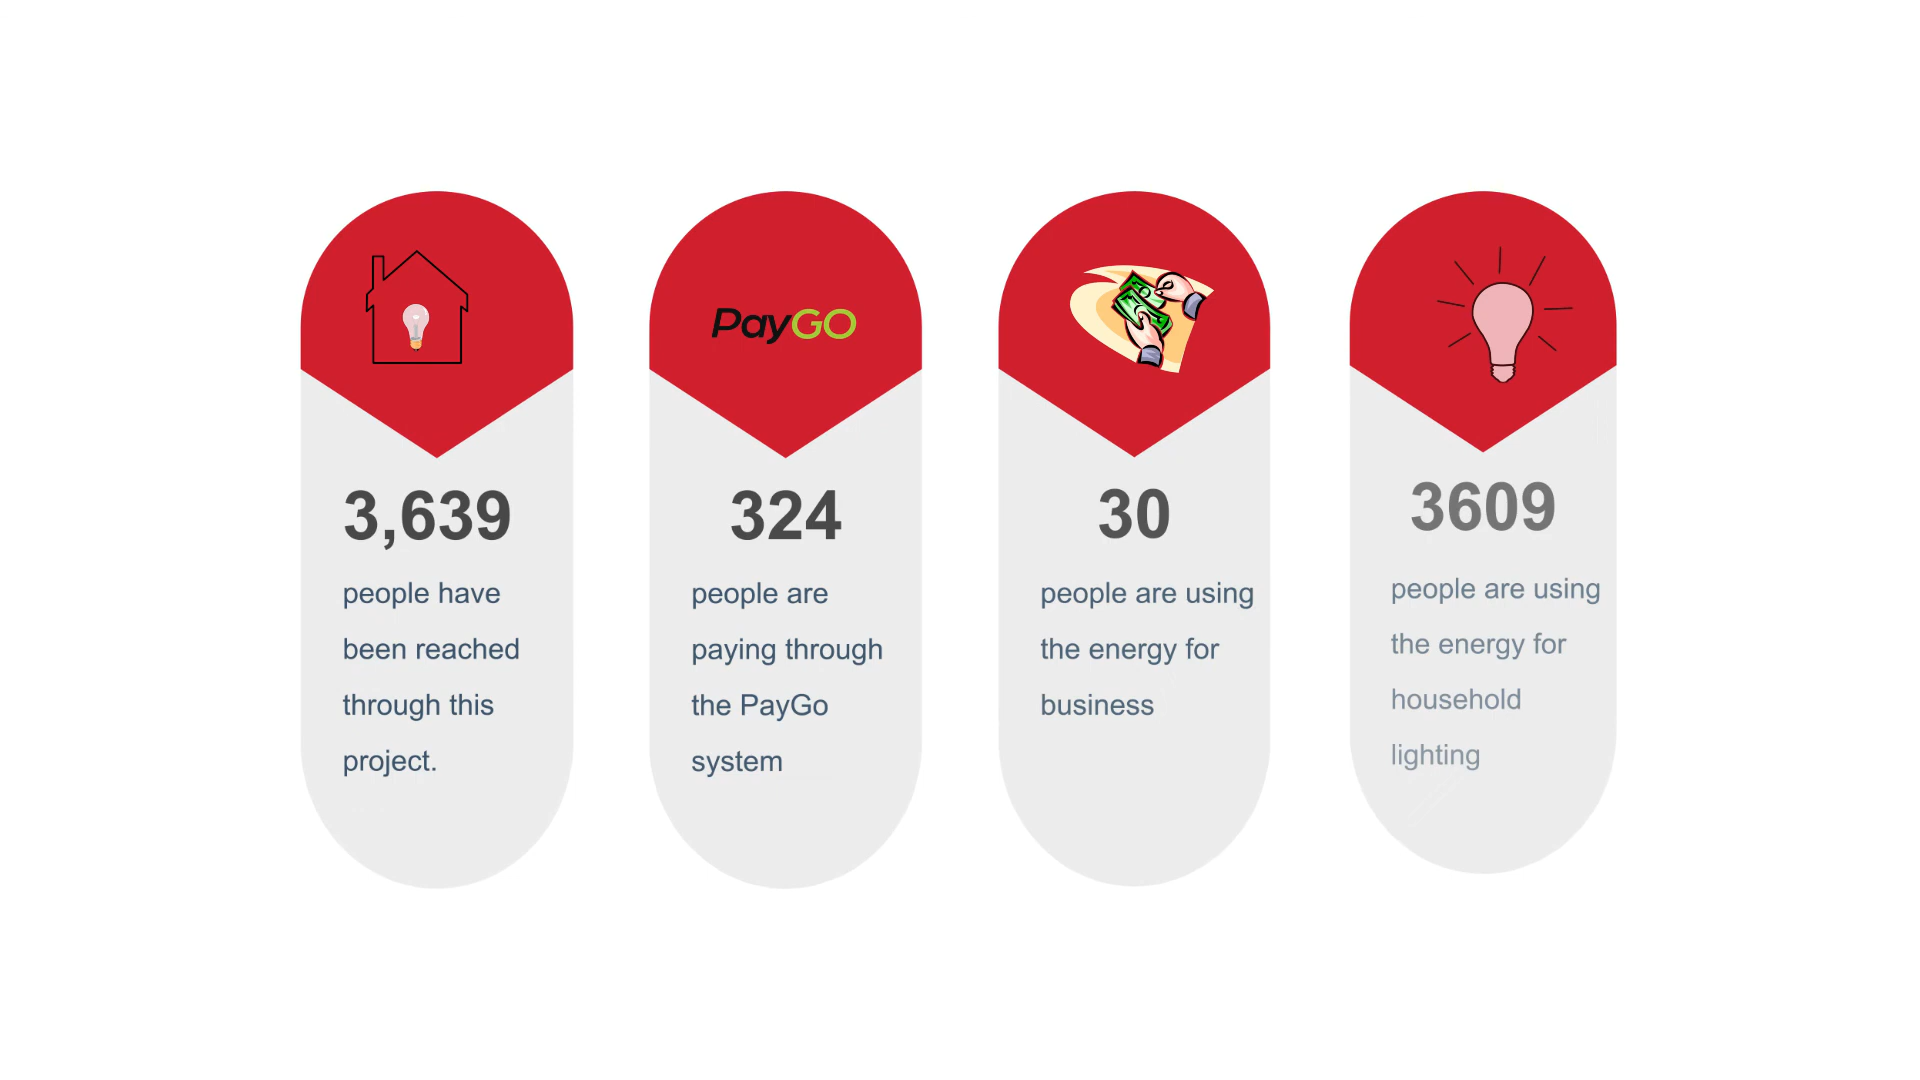 PayGO
3,639
people have
been reached
through this
project.
324
people are
paying through
the PayGo
system
30
people are using
the energy for
business
3609
people are using
the energy for
household
lighting